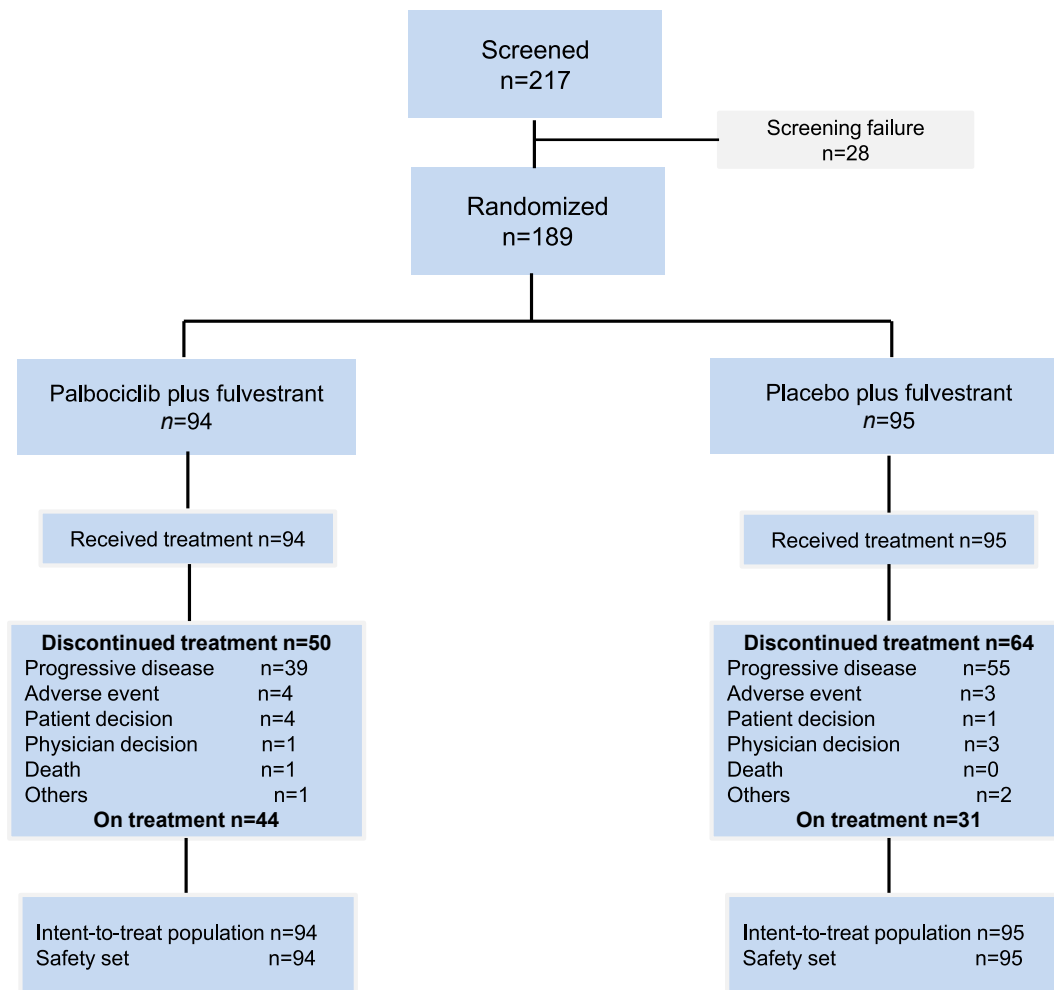 Screened
n=217
Screening failure
n=28
Randomized
n=189
Palbociclib plus fulvestrant
n=94
Placebo plus fulvestrant
n=95
Received treatment n=94
Received treatment n=95
Discontinued treatment n=50
Progressive disease n=39
Adverse event n=4
Patient decision n=4
Physician decision n=1
Death n=1
Others n=1
On treatment n=44
Discontinued treatment n=64
Progressive disease n=55
Adverse event n=3
Patient decision n=1
Physician decision n=3
Death n=0
Others n=2
On treatment n=31
Intent-to-treat population n=94
Safety set n=94
Intent-to-treat population n=95
Safety set n=95